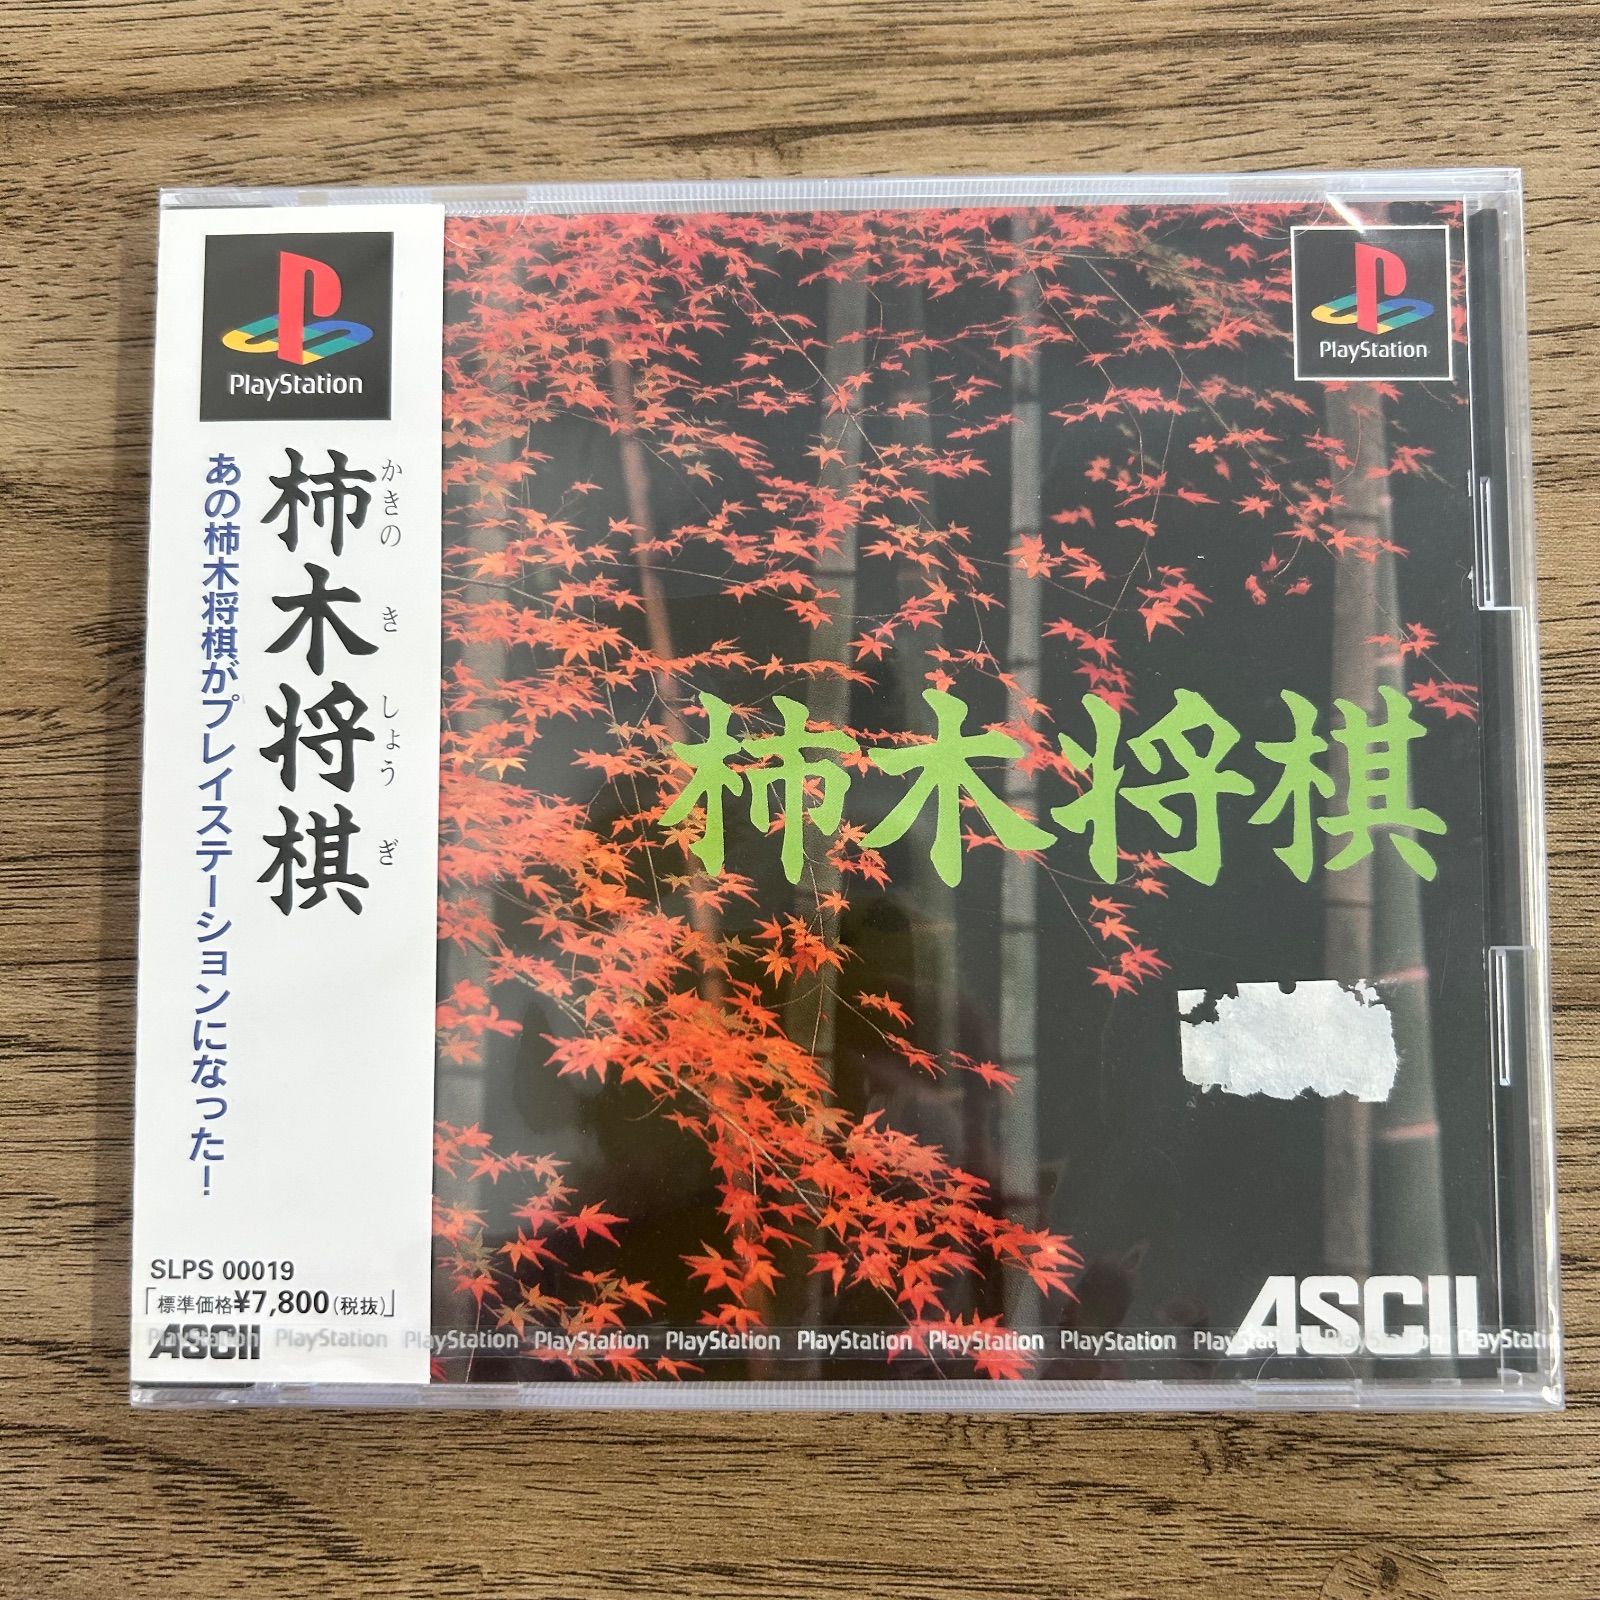 PlayStation
かきの き しょう ぎ
柿木将棋
あの柿木将棋がプレイステーションになった!
SLPS 00019
「標準価格¥7,800(税抜)」
ASCII
PlayStation
柿木将棋
ASCII
PlayStation PlayStation PlayStation PlayStation PlayStation PlayStation PlayStation PlayStation PlayStation PlayStation PlayStation